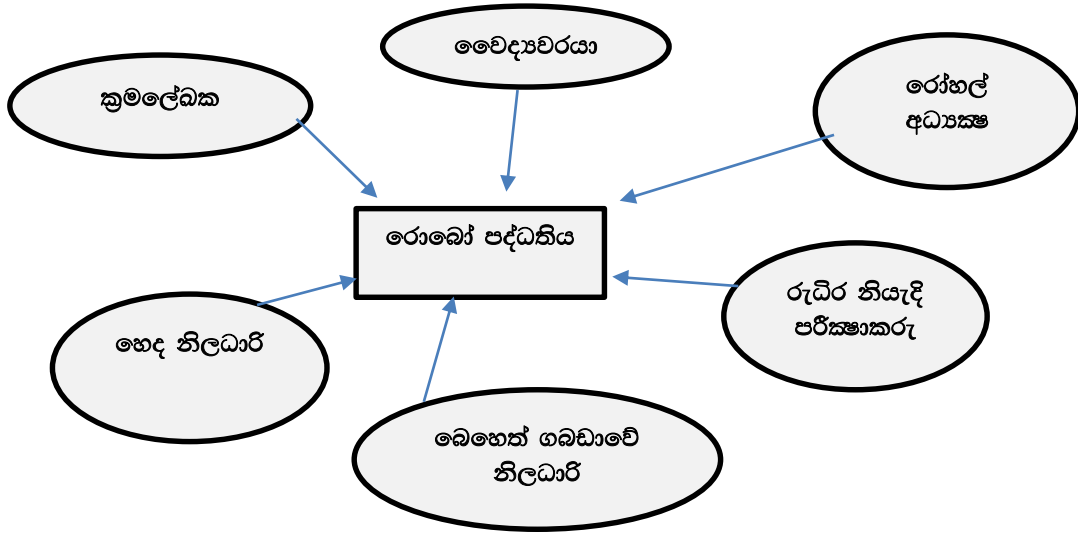 වෛද්‍යවරයා
ක්‍රමලේඛක
රෝහල්
අධ්‍යක්ෂ
රොබෝ පද්ධතිය
රුධිර නියැදි
පරීක්ෂාකරු
හෙද නිලධාරි
බෙහෙත් ගබඩාවේ
නිලධාරි